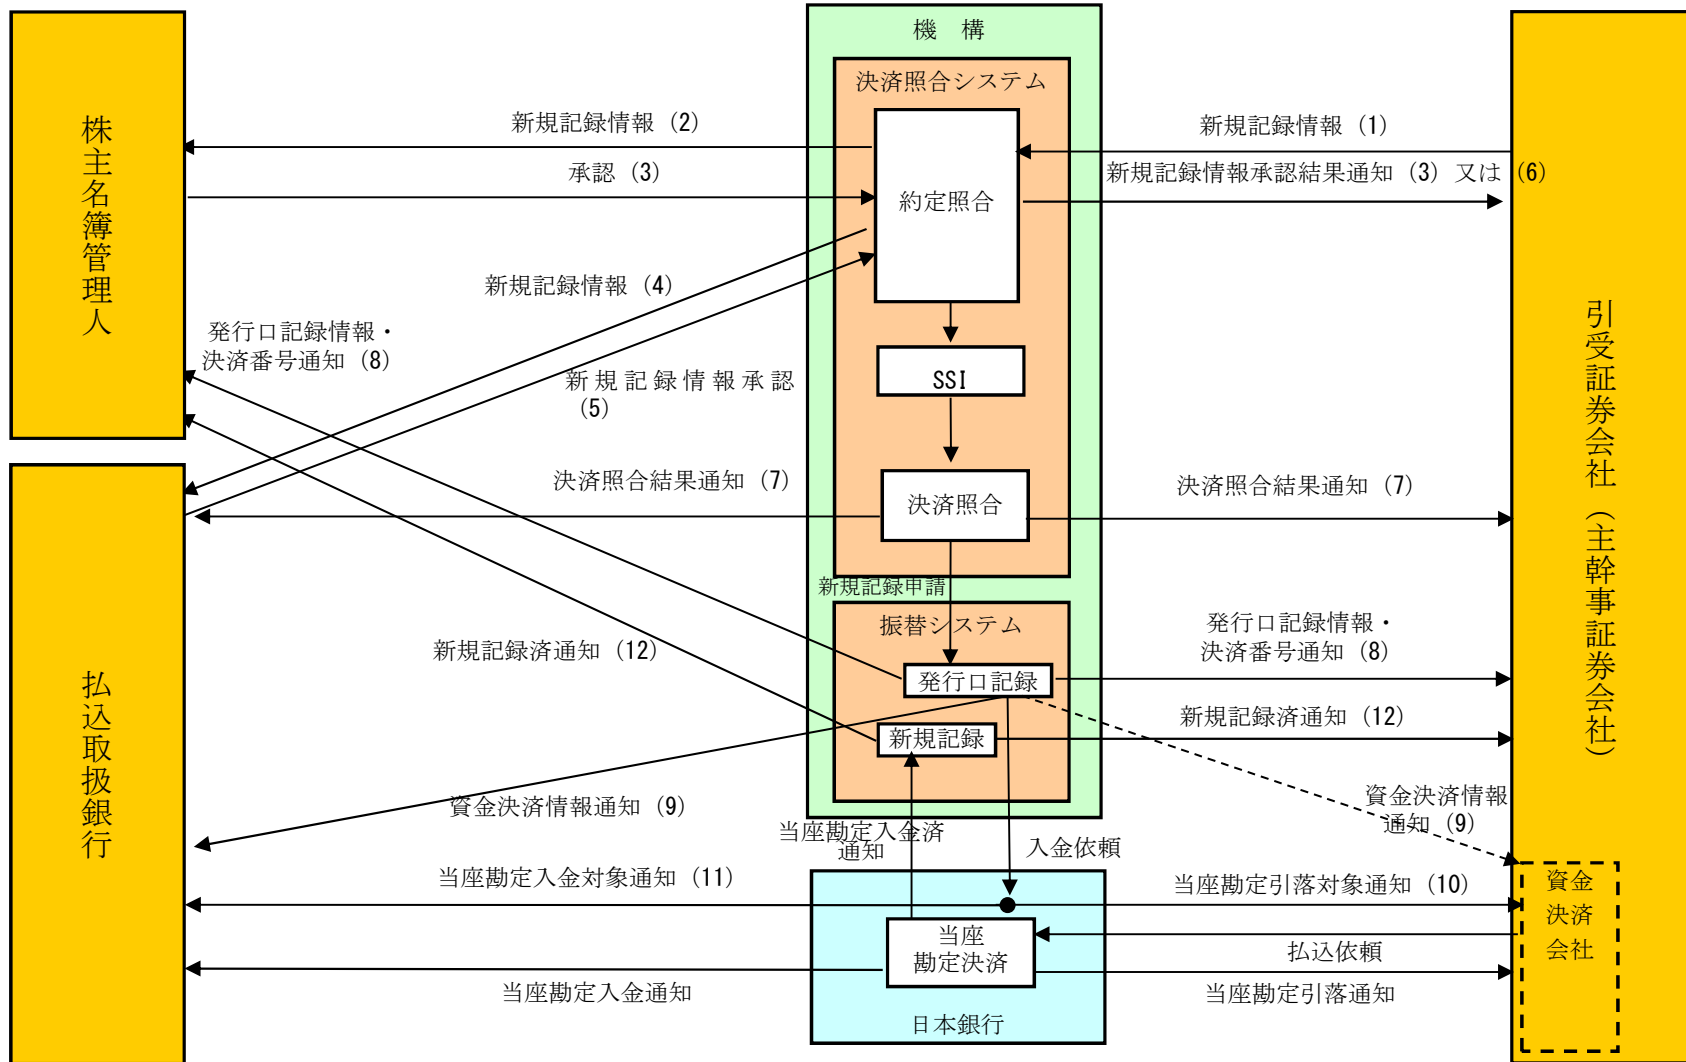 機　構
決済照合システム
新規記録情報（2）
新規記録情報（1）
株主名簿管理人
承認（3）
新規記録情報承認結果通知（3）又は（6）
約定照合
新規記録情報（4）
発行口記録情報・
決済番号通知（8）
新規記録情報承認
（5）
SSI
引受証券会社（主幹事証券会社）
決済照合結果通知（7）
決済照合結果通知（7）
決済照合
新規記録申請
振替システム
発行口記録情報・
決済番号通知（8）
新規記録済通知（12）
発行口記録
払込取扱銀行
新規記録済通知（12）
新規記録
資金決済情報通知（9）
資金決済情報
通知（9）
当座勘定入金済
通知
入金依頼
当座勘定入金対象通知（11）
当座勘定引落対象通知（10）
資金
決済
会社
当座
勘定決済
払込依頼
当座勘定入金通知
当座勘定引落通知
日本銀行